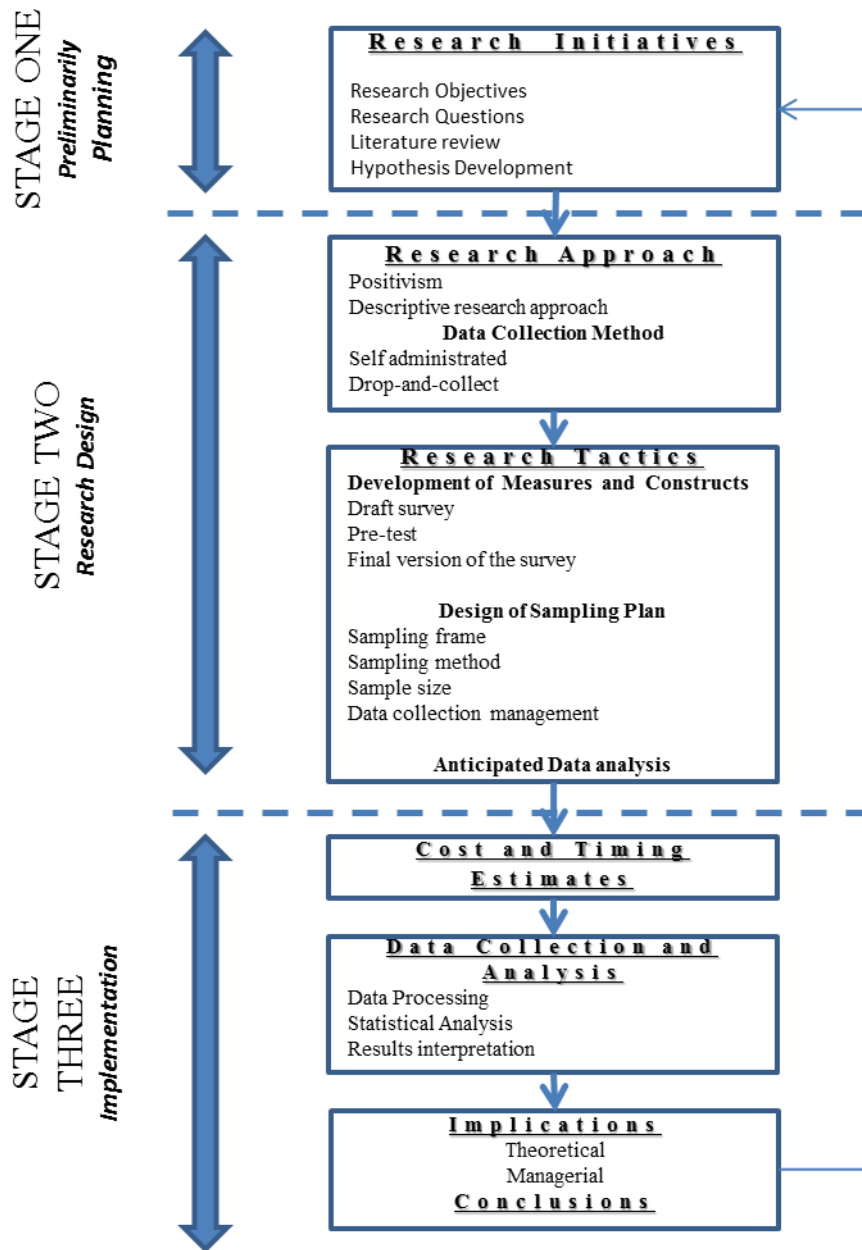 STAGE ONE
Preliminarily
Planning
Research Initiatives
Research Objectives
Research Questions
Literature review
Hypothesis Development
STAGE TWO
Research Design
Research Approach
Positivism
Descriptive research approach
Data Collection Method
Self administrated
Drop-and-collect
Research Tactics
Development of Measures and Constructs
Draft survey
Pre-test
Final version of the survey
Design of Sampling Plan
Sampling frame
Sampling method
Sample size
Data collection management
Anticipated Data analysis
STAGE
THREE
Implementation
Cost and Timing
Estimates
Data Collection and
Analysis
Data Processing
Statistical Analysis
Results interpretation
Implications
Theoretical
Managerial
Conclusions